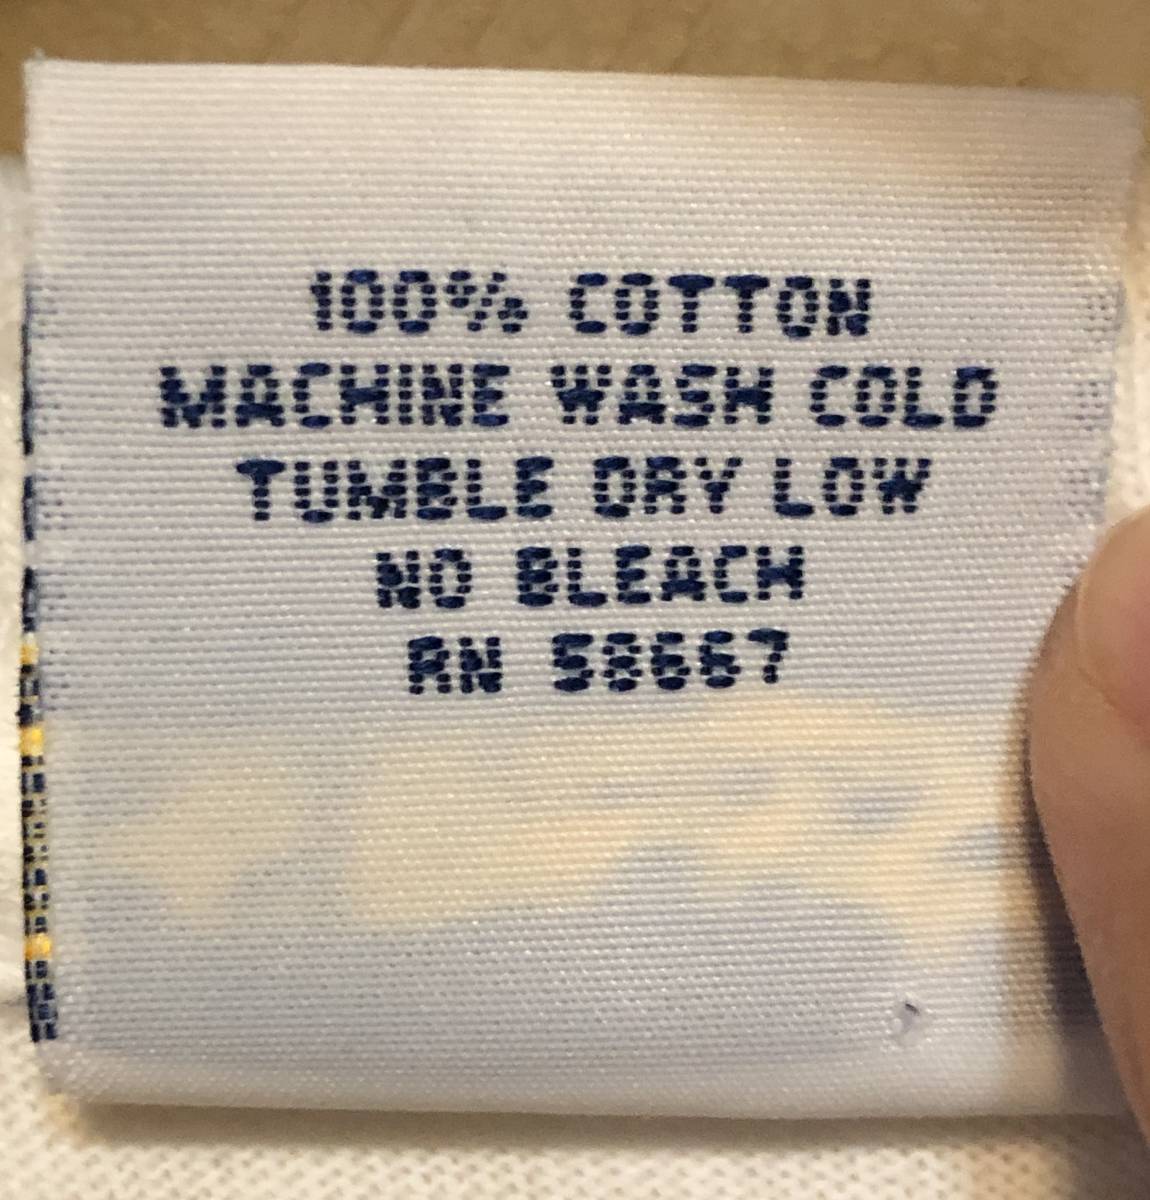 100% COTTON
MACHINE WASH COLD
TUMBLE DRY LOW
NO BLEACH
RN 58667